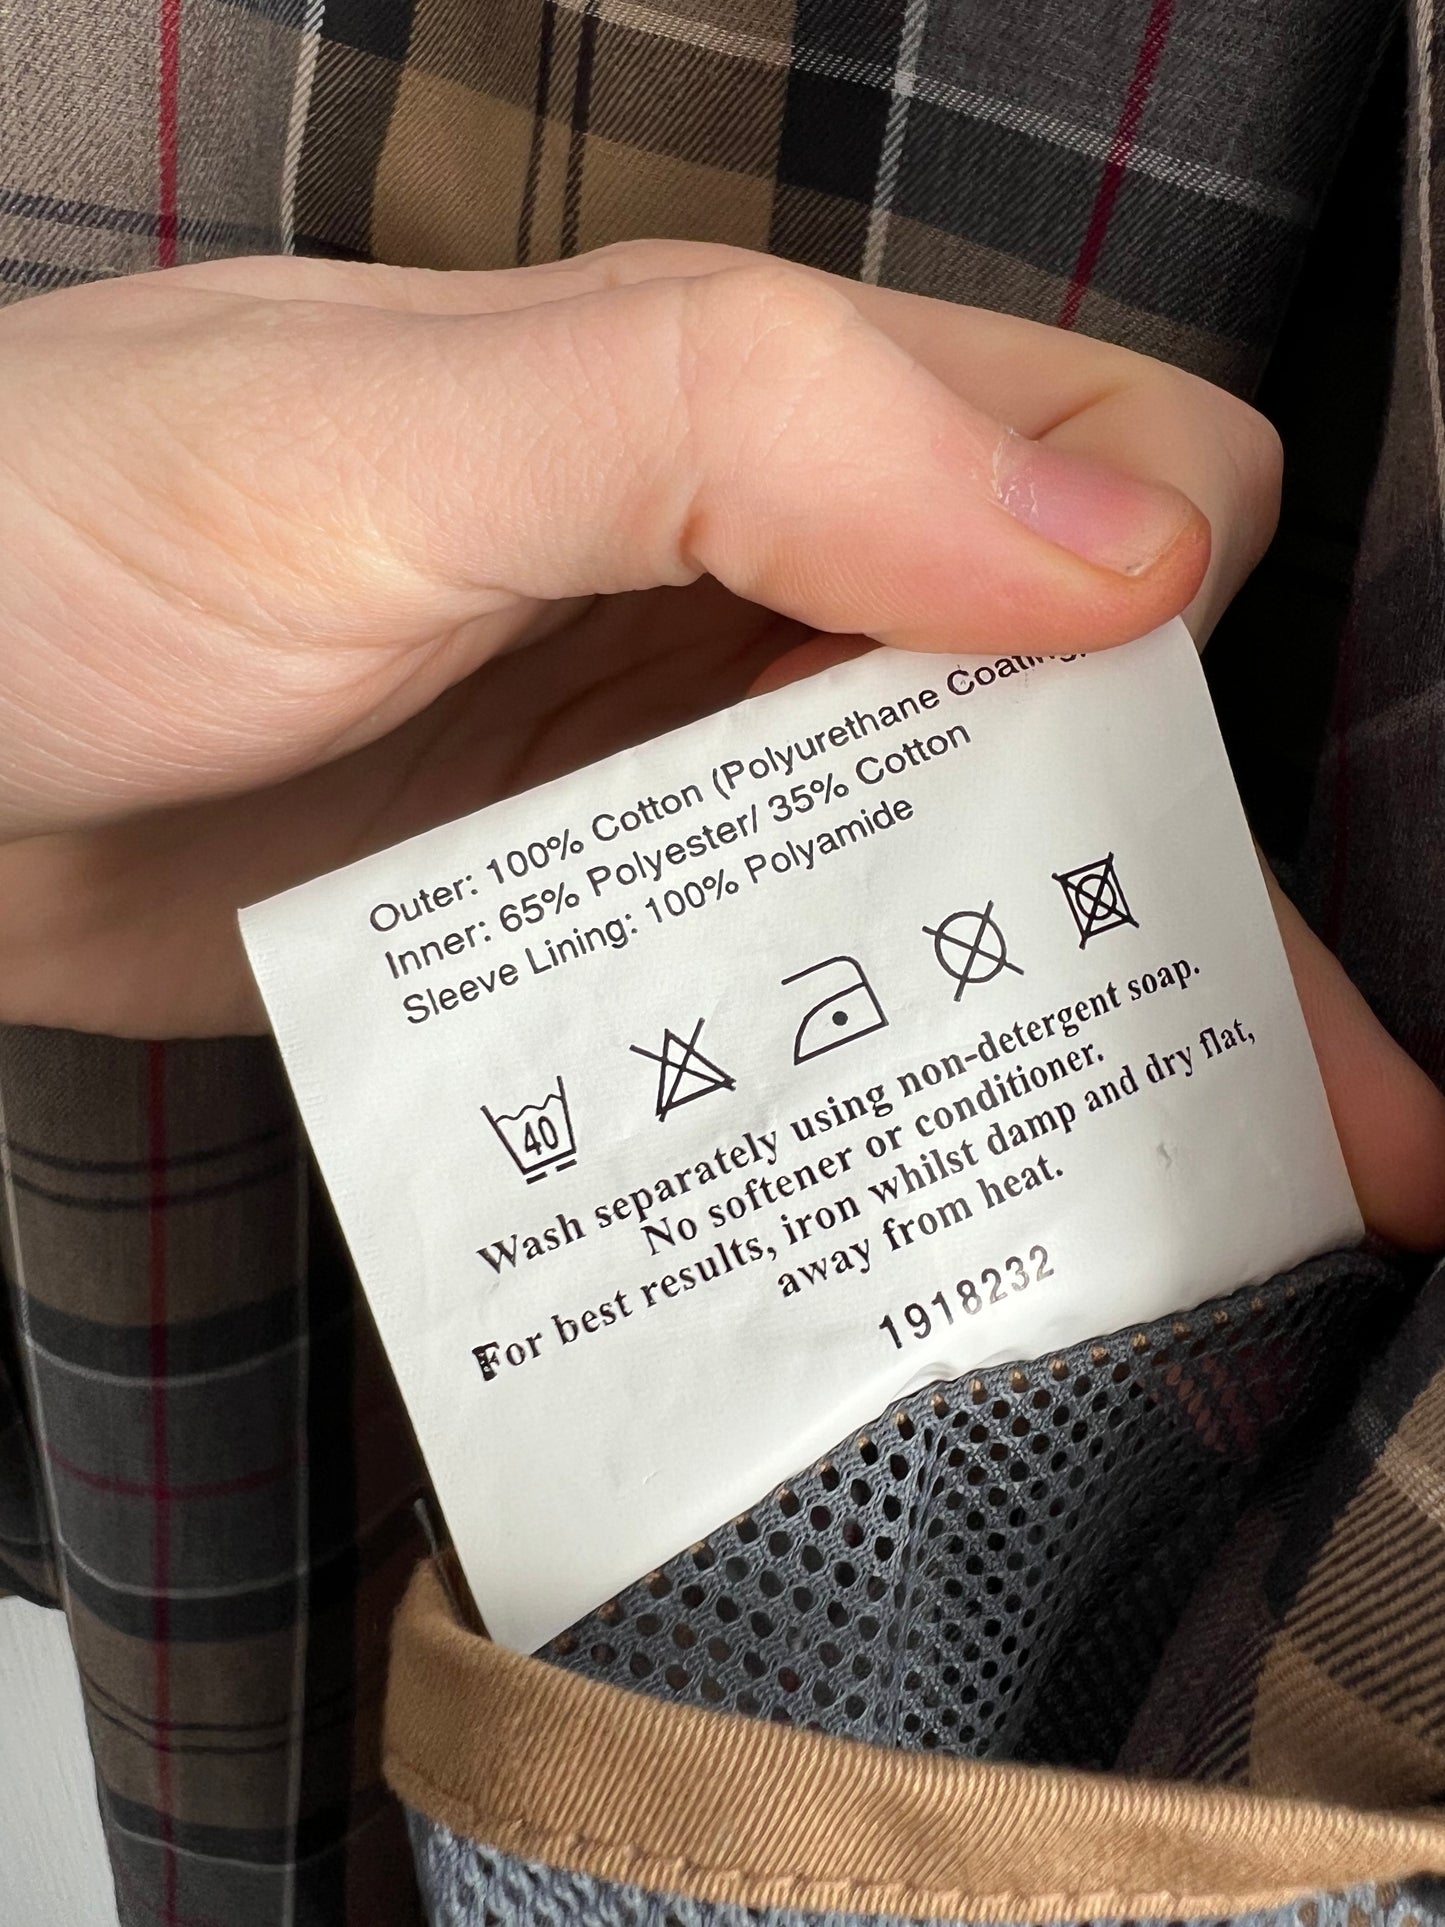 Outer: 100% Cotton (Polyurethane Coating)
Inner: 65% Polyester/ 35% Cotton
Sleeve Lining: 100% Polyamide
40
Wash separately using non-detergent soap.
No softener or conditioner.
For best results, iron whilst damp and dry flat,
away from heat.
1918232